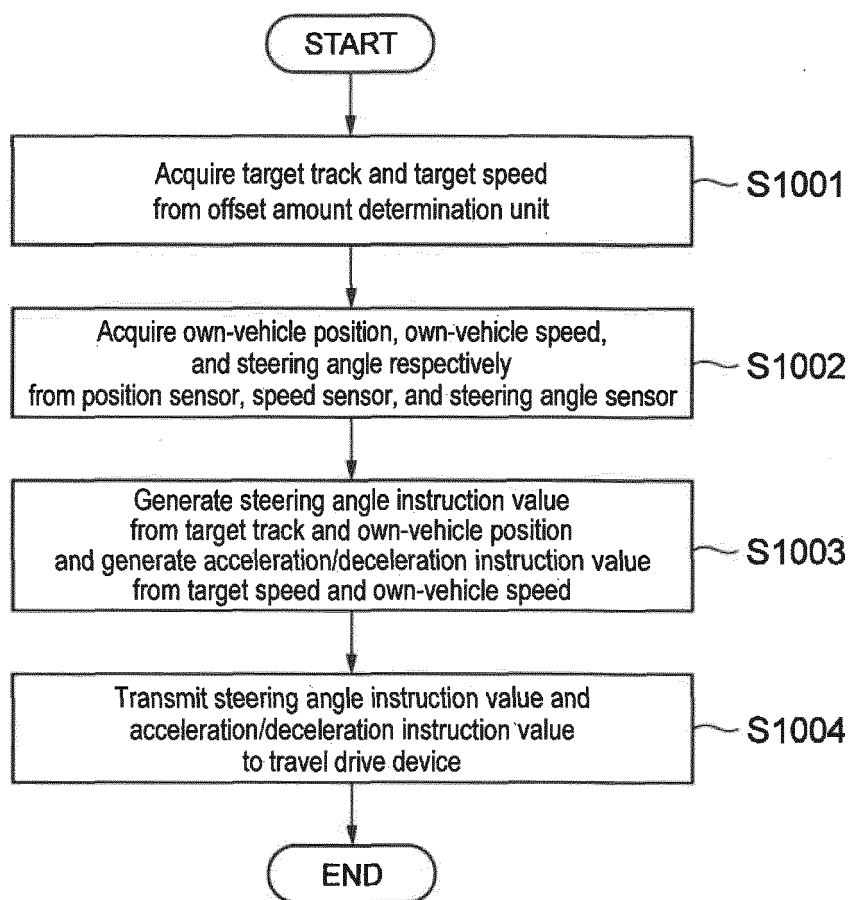 START
Acquire target track and target speed
from offset amount determination unit
S1001
Acquire own-vehicle position, own-vehicle speed,
and steering angle respectively
from position sensor, speed sensor, and steering angle sensor
S1002
Generate steering angle instruction value
from target track and own-vehicle position
and generate acceleration/deceleration instruction value
from target speed and own-vehicle speed
S1003
Transmit steering angle instruction value and
acceleration/deceleration instruction value
to travel drive device
S1004
END